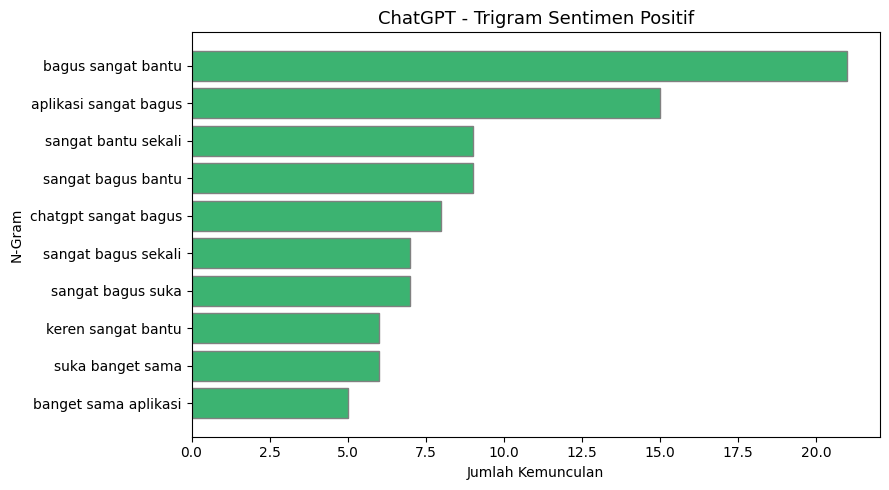 ChatGPT - Trigram Sentimen Positif
N-Gram
bagus sangat bantu
aplikasi sangat bagus
sangat bantu sekali
sangat bagus bantu
chatgpt sangat bagus
sangat bagus sekali
sangat bagus suka
keren sangat bantu
suka banget sama
banget sama aplikasi
0.0 2.5 5.0 7.5 10.0 12.5 15.0 17.5 20.0
Jumlah Kemunculan